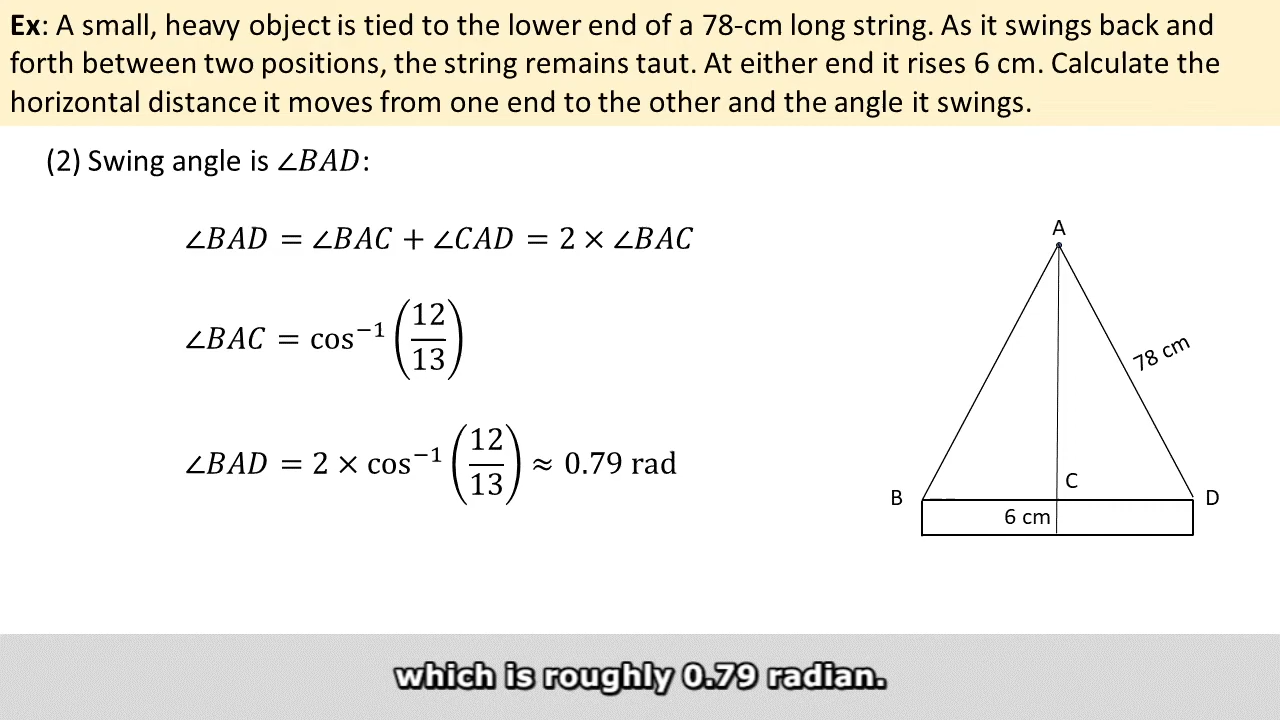 Ex: A small, heavy object is tied to the lower end of a 78-cm long string. As it swings back and
forth between two positions, the string remains taut. At either end it rises 6 cm. Calculate the
horizontal distance it moves from one end to the other and the angle it swings.
(2) Swing angle is ∠BAD:
∠BAD = ∠BAC + ∠CAD = 2 × ∠BAC
∠BAC = cos⁻¹(12/13)
∠BAD = 2 × cos⁻¹(12/13) ≈ 0.79 rad
A
78 cm
C
B
D
6 cm
which is roughly 0.79 radian.